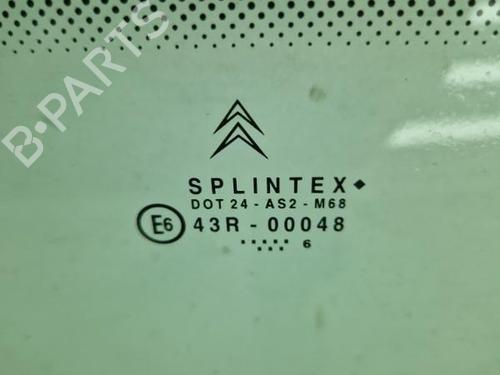 B-PARTS
SPLINTEX
DOT 24 - AS2 - M68
E6 43R - 00048
6